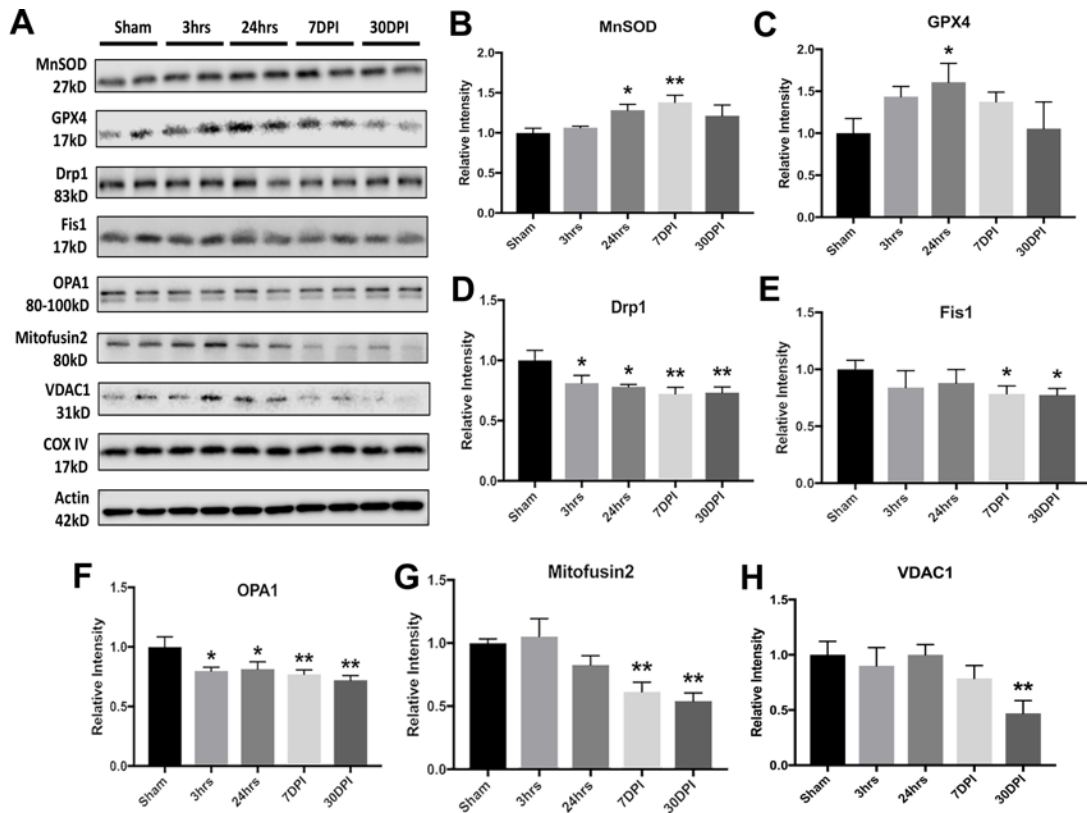 A
Sham 3hrs 24hrs 7DPI 30DPI
MnSOD
27kD
GPX4
17kD
Drp1
83kD
Fis1
17kD
OPA1
80-100kD
Mitofusin2
80kD
VDAC1
31kD
COX IV
17kD
Actin
42kD
B
MnSOD
Relative Intensity
2.0
1.5
1.0
0.5
0.0
* **
Sham 3hrs 24hrs 7DPI 30DPI
C
GPX4
Relative Intensity
2.0
1.5
1.0
0.5
0.0
*
Sham 3hrs 24hrs 7DPI 30DPI
D
Drp1
Relative Intensity
1.5
1.0
0.5
0.0
* * ** **
Sham 3hrs 24hrs 7DPI 30DPI
E
Fis1
Relative Intensity
1.5
1.0
0.5
0.0
* *
Sham 3hrs 24hrs 7DPI 30DPI
F
OPA1
Relative Intensity
1.5
1.0
0.5
0.0
* * ** **
Sham 3hrs 24hrs 7DPI 30DPI
G
Mitofusin2
Relative Intensity
1.5
1.0
0.5
0.0
** **
Sham 3hrs 24hrs 7DPI 30DPI
H
VDAC1
Relative Intensity
1.5
1.0
0.5
0.0
**
Sham 3hrs 24hrs 7DPI 30DPI